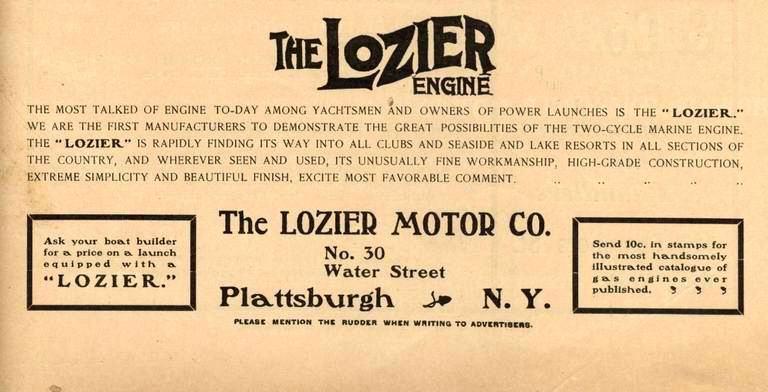 THE LOZIER
ENGINE
THE MOST TALKED OF ENGINE TO-DAY AMONG YACHTSMEN AND OWNERS OF POWER LAUNCHES IS THE "LOZIER."
WE ARE THE FIRST MANUFACTURERS TO DEMONSTRATE THE GREAT POSSIBILITIES OF THE TWO-CYCLE MARINE ENGINE.
THE "LOZIER" IS RAPIDLY FINDING ITS WAY INTO ALL CLUBS AND SEASIDE AND LAKE RESORTS IN ALL SECTIONS OF
THE COUNTRY, AND WHEREVER SEEN AND USED, ITS UNUSUALLY FINE WORKMANSHIP, HIGH-GRADE CONSTRUCTION,
EXTREME SIMPLICITY AND BEAUTIFUL FINISH, EXCITE MOST FAVORABLE COMMENT.
Ask your boat builder
for a price on a launch
equipped with a
"LOZIER."
The LOZIER MOTOR CO.
No. 30
Water Street
Plattsburgh N. Y.
Send 10c. in stamps for
the most handsomely
illustrated catalogue of
gas engines ever
published.
PLEASE MENTION THE RUDDER WHEN WRITING TO ADVERTISERS.